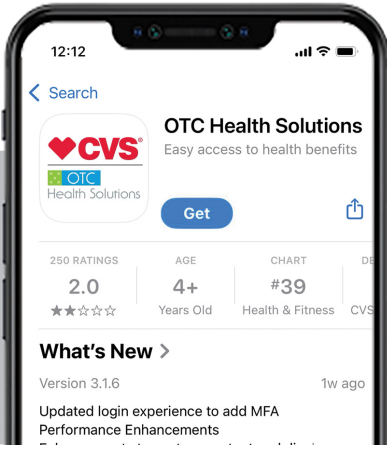 12:12
Search
CVS®
OTC
Health Solutions
OTC Health Solutions
Easy access to health benefits
Get
250 RATINGS
2.0
AGE
4+
Years Old
CHART
#39
Health & Fitness
DE
CVS
What's New
Version 3.1.6
1w ago
Updated login experience to add MFA
Performance Enhancements